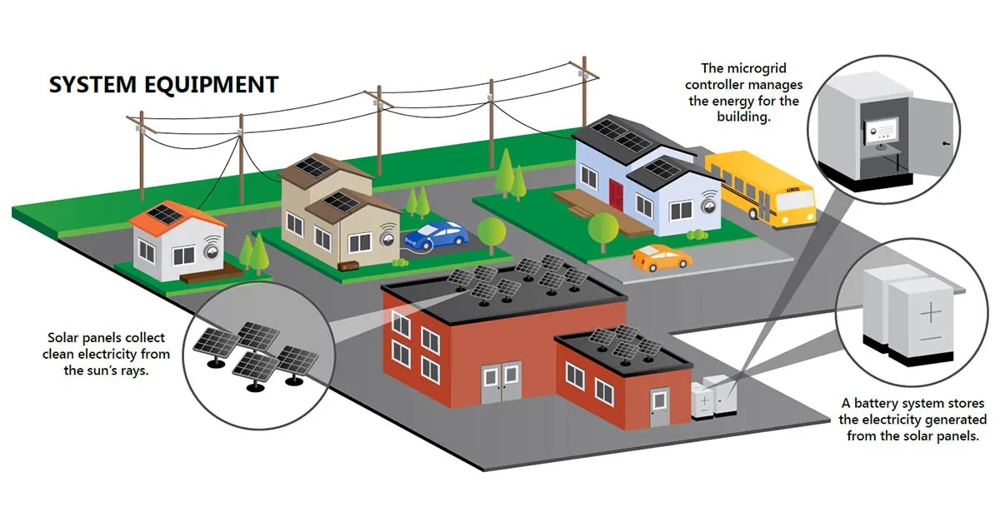 SYSTEM EQUIPMENT
The microgrid
controller manages
the energy for the
building.
SCHOOL
Solar panels collect
clean electricity from
the sun’s rays.
A battery system stores
the electricity generated
from the solar panels.